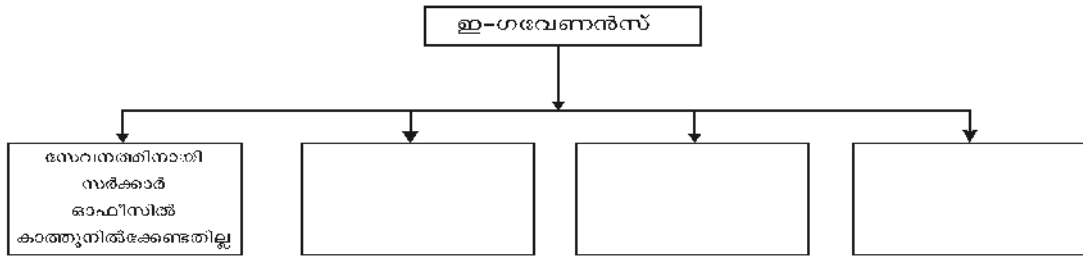 ഇ-ഗവേണൻസ്
സേവനത്തിനായി
സർക്കാർ
ഓഫീസിൽ
കാത്തുനിൽക്കേണ്ടതില്ല